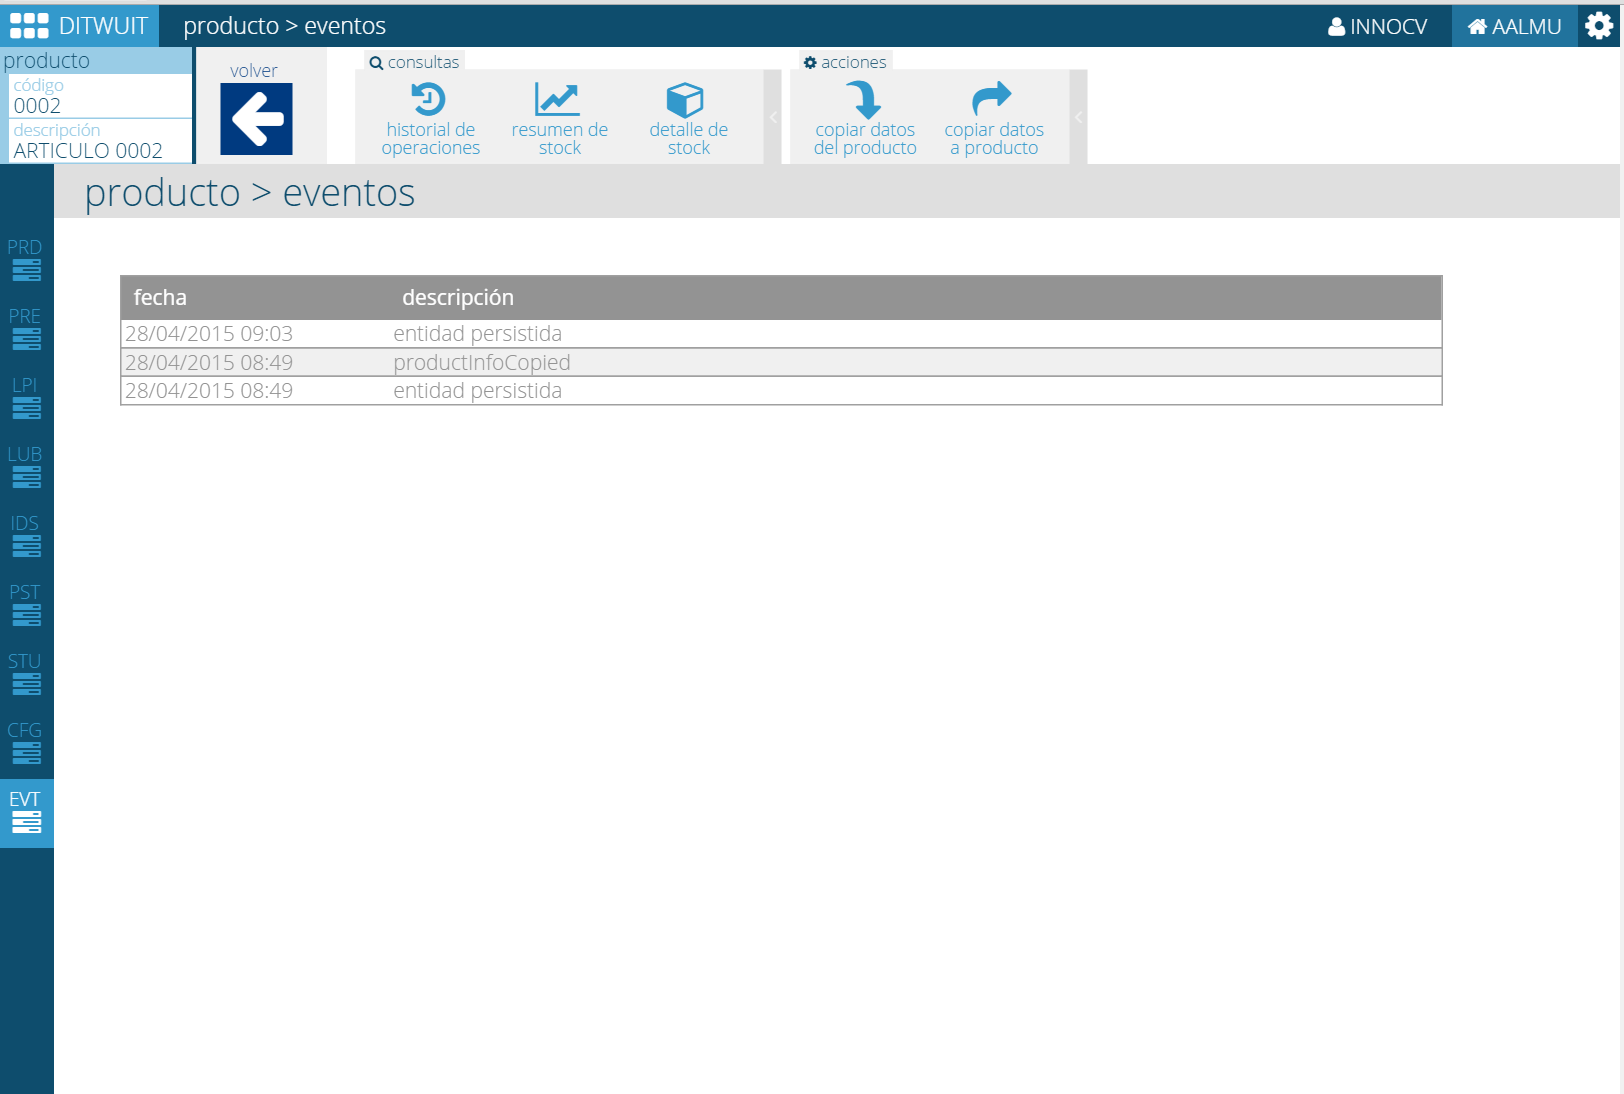 DITWUIT
producto > eventos
INNOCV
AALMU
producto
código
0002
descripción
ARTICULO 0002
volver
consultas
historial de
operaciones
resumen de
stock
detalle de
stock
acciones
copiar datos
del producto
copiar datos
a producto
producto > eventos
PRD
PRE
LPI
LUB
IDS
PST
STU
CFG
EVT
fecha descripción
28/04/2015 09:03 entidad persistida
28/04/2015 08:49 productInfoCopied
28/04/2015 08:49 entidad persistida